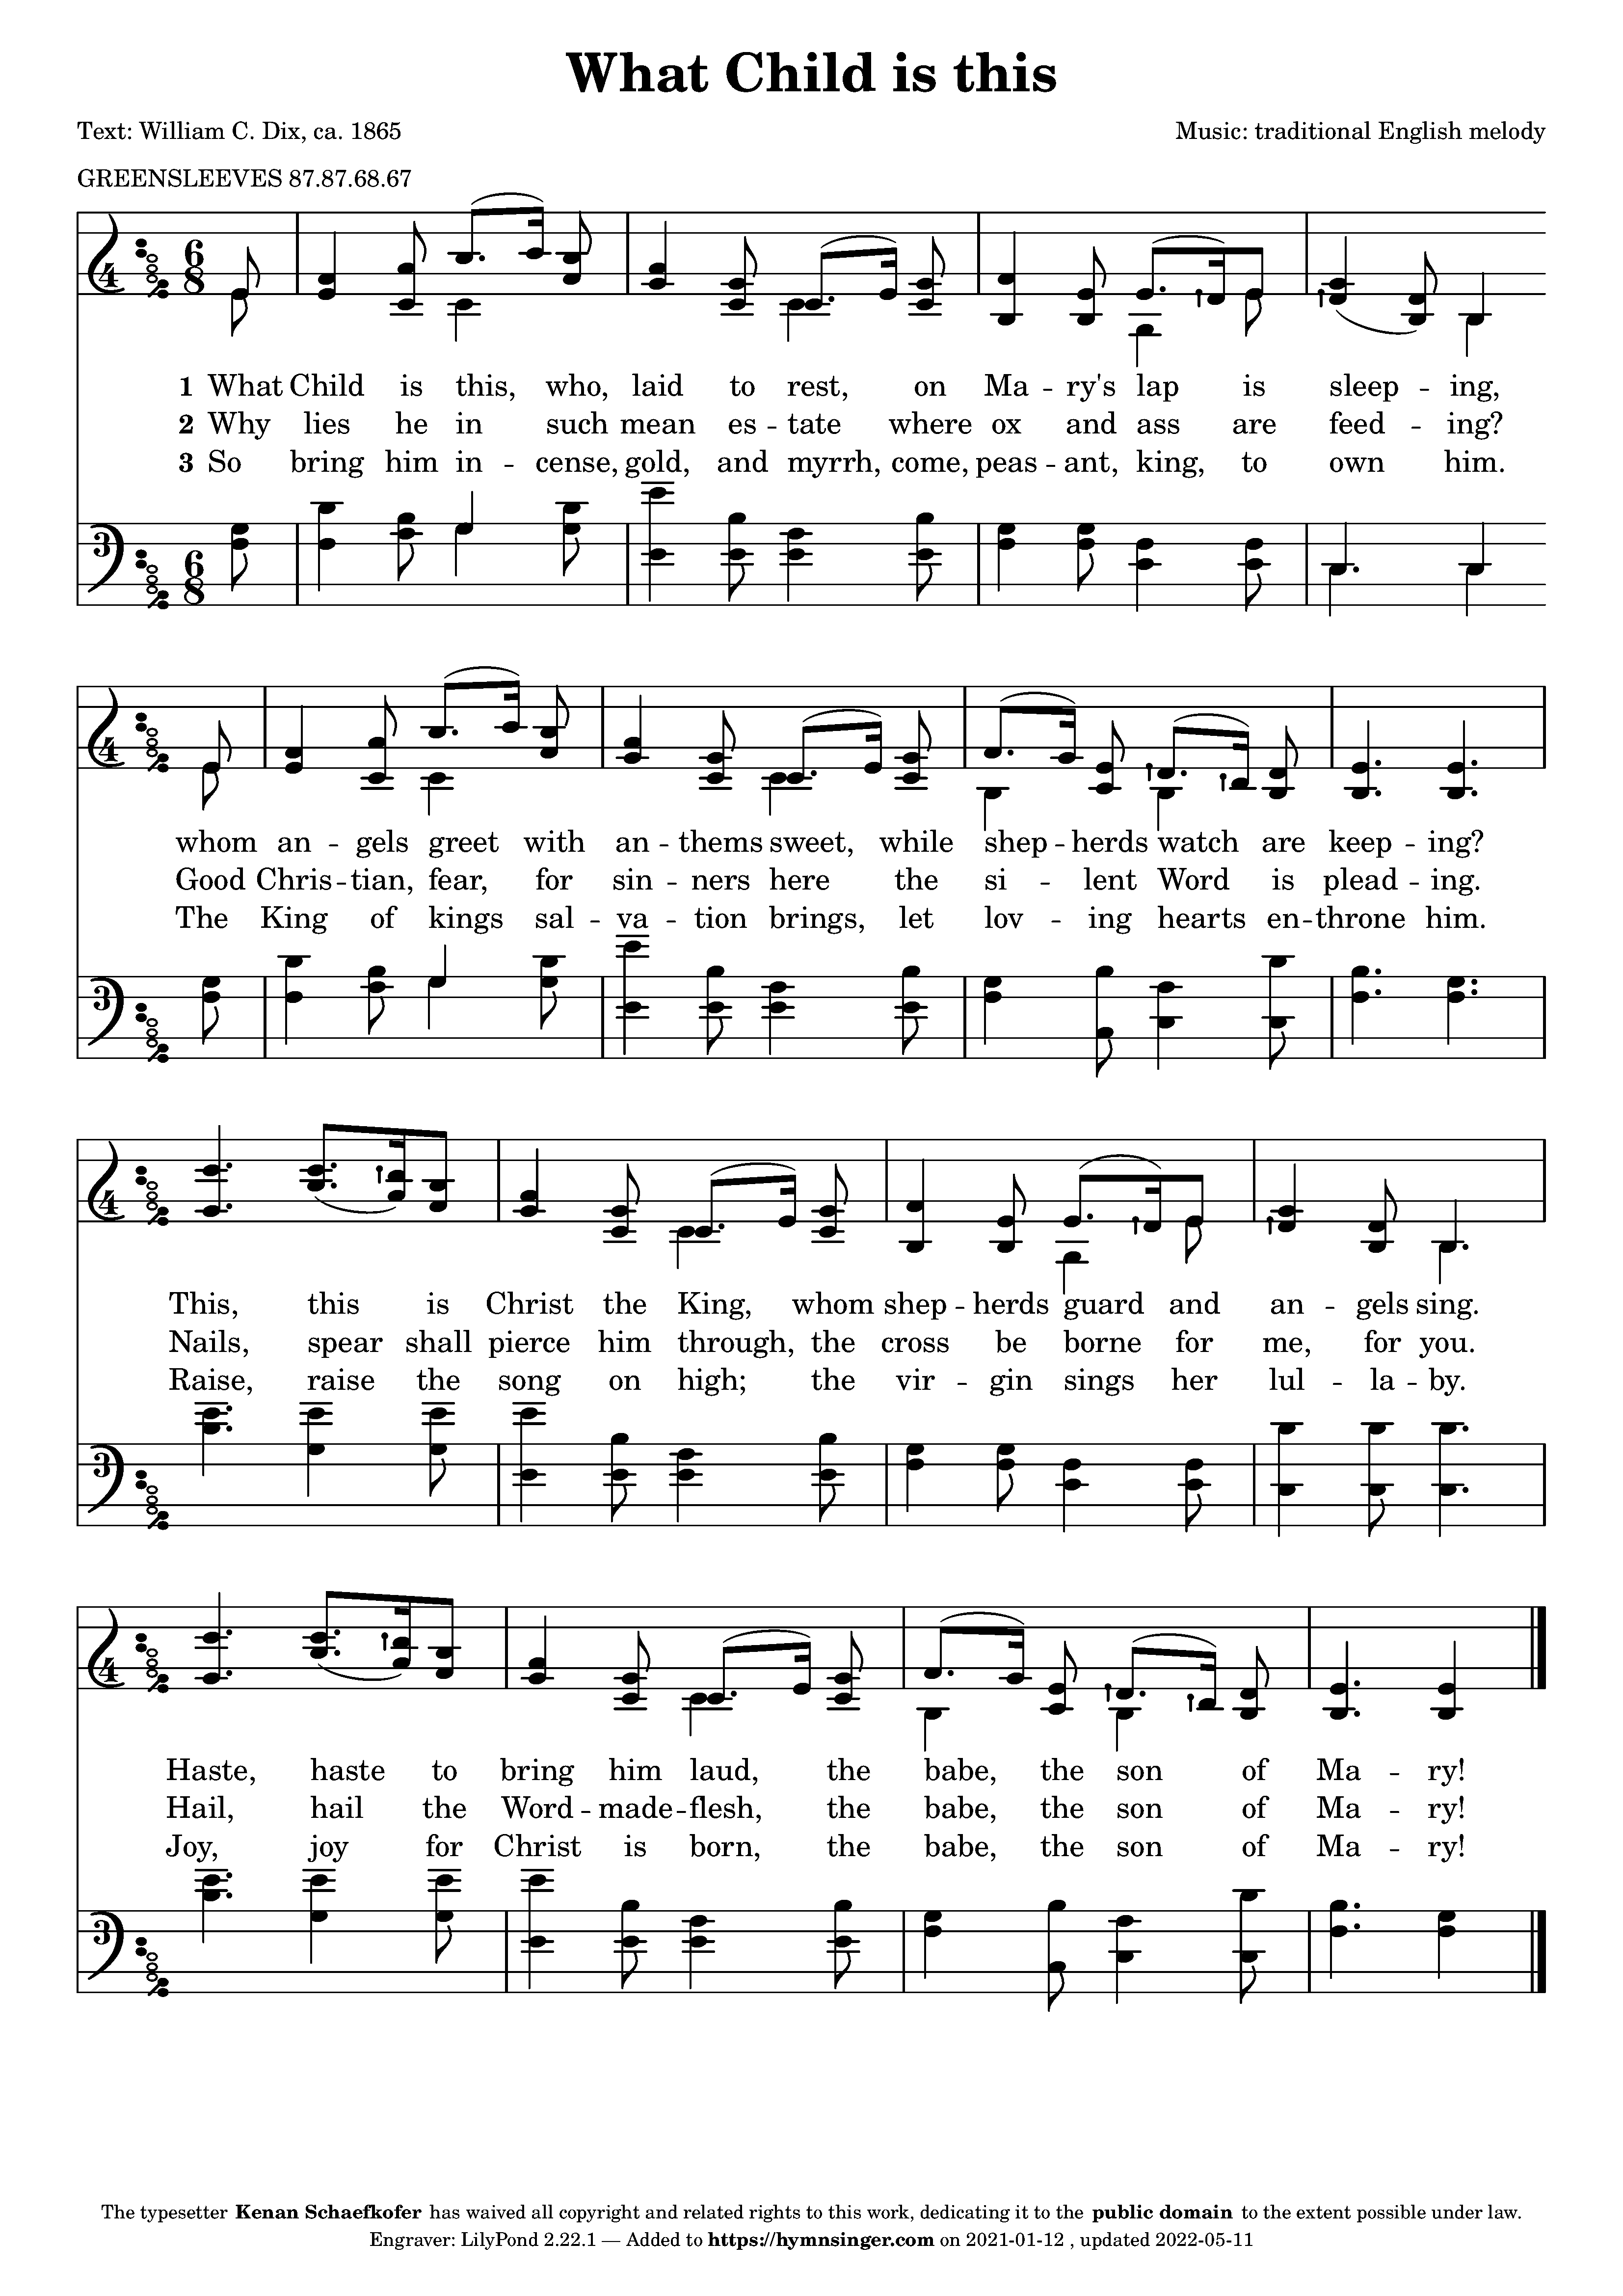 What Child is this
Text: William C. Dix, ca. 1865 Music: traditional English melody
GREENSLEEVES 87.87.68.67
1 What Child is this, who, laid to rest, on Ma -- ry's lap is sleep -- ing,
2 Why lies he in such mean es -- tate where ox and ass are feed -- ing?
3 So bring him in -- cense, gold, and myrrh, come, peas -- ant, king, to own him.
whom an -- gels greet with an -- thems sweet, while shep -- herds watch are keep -- ing?
Good Chris -- tian, fear, for sin -- ners here the si -- lent Word is plead -- ing.
The King of kings sal -- va -- tion brings, let lov -- ing hearts en -- throne him.
This, this is Christ the King, whom shep -- herds guard and an -- gels sing.
Nails, spear shall pierce him through, the cross be borne for me, for you.
Raise, raise the song on high; the vir -- gin sings her lul -- la -- by.
Haste, haste to bring him laud, the babe, the son of Ma -- ry!
Hail, hail the Word -- made -- flesh, the babe, the son of Ma -- ry!
Joy, joy for Christ is born, the babe, the son of Ma -- ry!
The typesetter Kenan Schaefkofer has waived all copyright and related rights to this work, dedicating it to the public domain to the extent possible under law.
Engraver: LilyPond 2.22.1 — Added to https://hymnsinger.com on 2021-01-12 , updated 2022-05-11